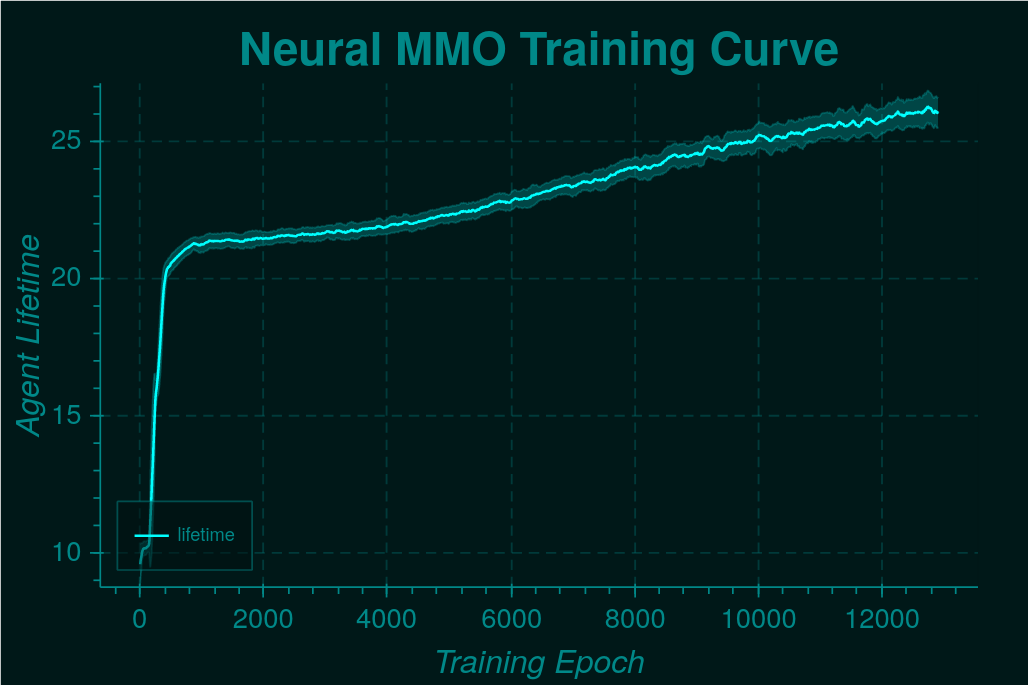 Neural MMO Training Curve
Agent Lifetime
25
20
15
10
lifetime
0 2000 4000 6000 8000 10000 12000
Training Epoch